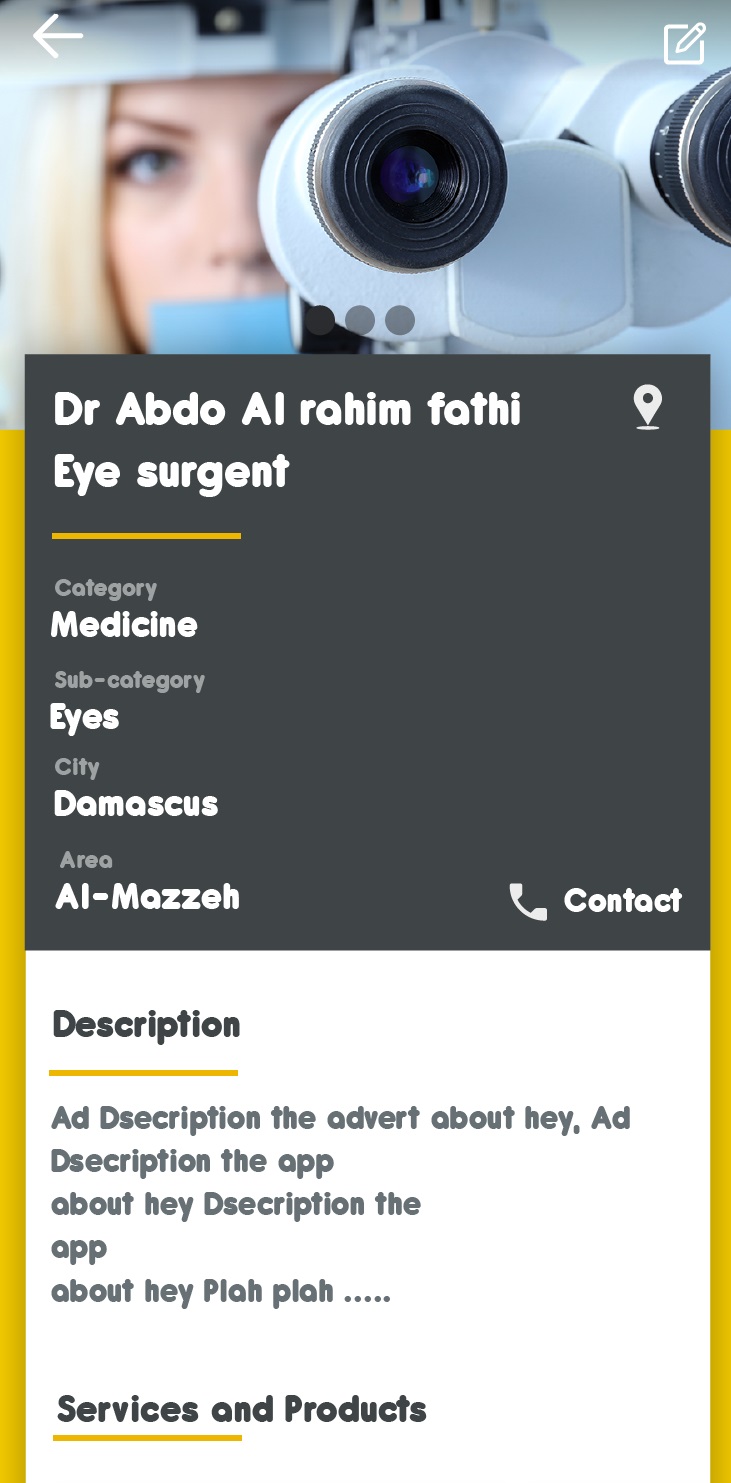 Dr Abdo Al rahim fathi
Eye surgent
Category
Medicine
Sub-category
Eyes
City
Damascus
Area
Al-Mazzeh
Contact
Description
Ad Dsecription the advert about hey, Ad
Dsecription the app
about hey Dsecription the
app
about hey Plah plah .....
Services and Products